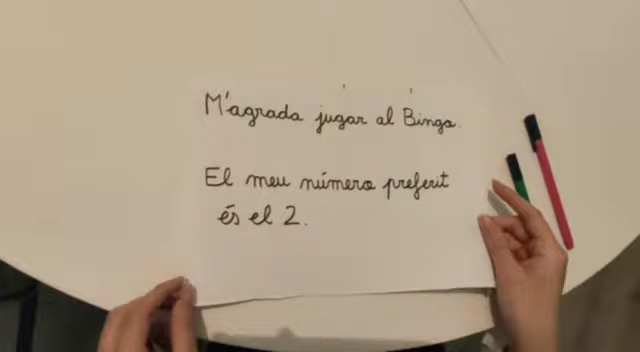 M'agrada jugar al Bingo.
El meu número preferit
és el 2.